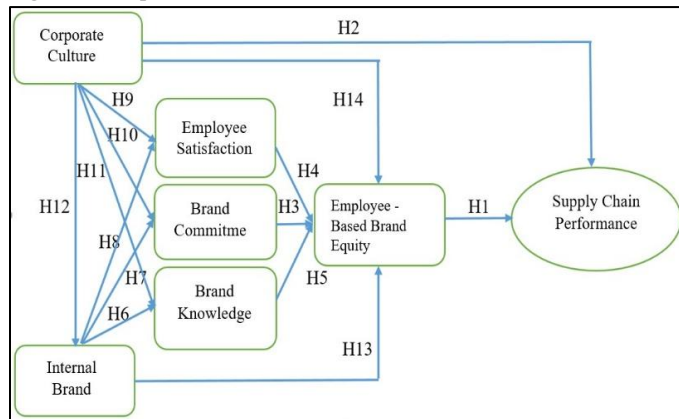 Corporate
Culture
H2
H14
H9
H10
H11
H12
Employee
Satisfaction
H4
H8
Brand
Commitme
H3
Employee -
Based Brand
Equity
H1
Supply Chain
Performance
H7
H5
Brand
Knowledge
H6
H13
Internal
Brand